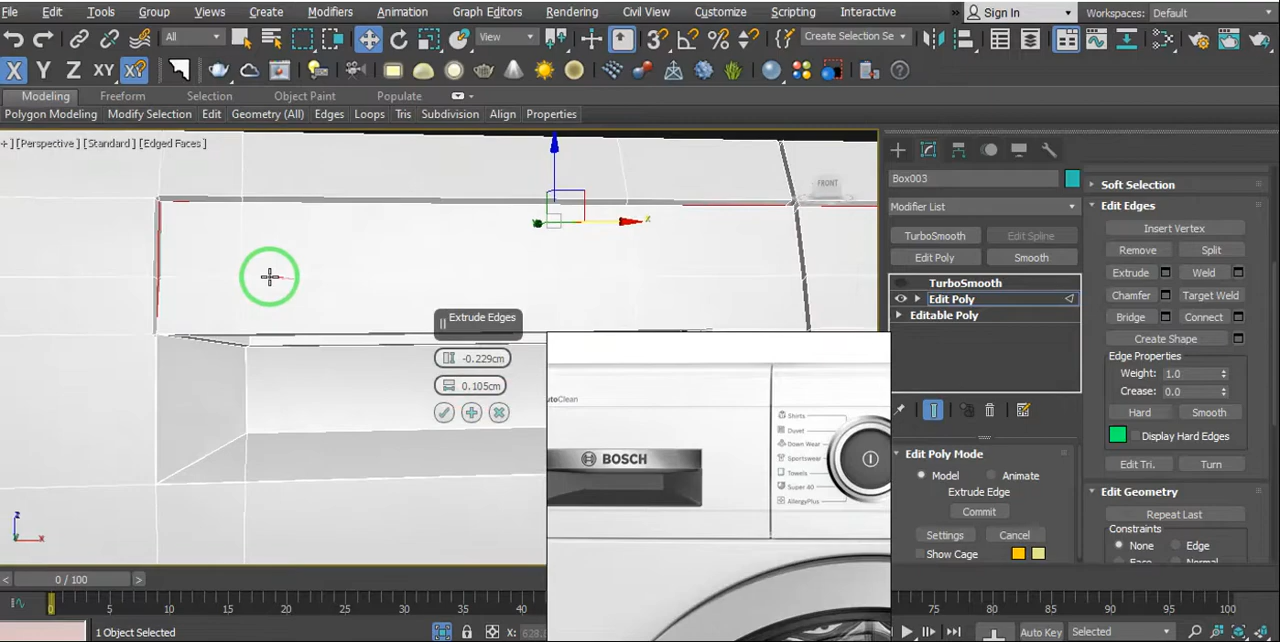 File Edit Tools Group Views Create Modifiers Animation Graph Editors Rendering Civil View Customize Scripting Interactive Sign In Workspaces: Default
All View Create Selection Se
X Y Z XY XY
Modeling Freeform Selection Object Paint Populate
Polygon Modeling Modify Selection Edit Geometry (All) Edges Loops Tris Subdivision Align Properties
+ ] [Perspective ] [Standard ] [Edged Faces ]
FRONT
x
Extrude Edges
-0.229cm
0.105cm
z
x
utoClean
BOSCH
Shirts
Duvet
Down Wear
Sportswear
Towels
Super 40
AllergyPlus
Box003
Modifier List
TurboSmooth Edit Spline
Edit Poly Smooth
TurboSmooth
Edit Poly
Editable Poly
Edit Poly Mode
Model Animate
Extrude Edge
Commit
Settings Cancel
Show Cage
Soft Selection
Edit Edges
Insert Vertex
Remove Split
Extrude Weld
Chamfer Target Weld
Bridge Connect
Create Shape
Edge Properties
Weight: 1.0
Crease: 0.0
Hard Smooth
Display Hard Edges
Edit Tri. Turn
Edit Geometry
Repeat Last
Constraints
None Edge
Face Normal
< 0 / 100 >
0 5 10 15 20 25 30 35 40 75 80 85 90 95 100
1 Object Selected X: 628.8 Auto Key Selected